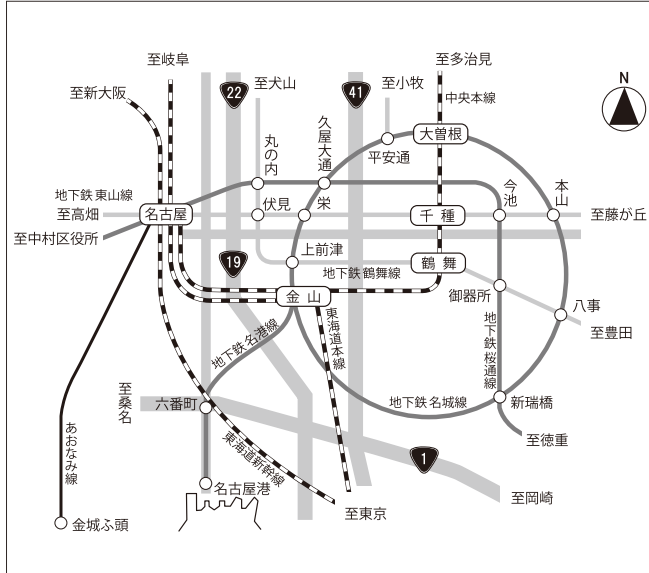 至岐阜
至多治見
至新大阪
22
至犬山
41
至小牧
中央本線
N
久屋大通
丸の内
平安通
大曽根
地下鉄東山線
今池
本山
至高畑
名古屋
伏見
栄
千種
至藤が丘
至中村区役所
上前津
19
地下鉄鶴舞線
鶴舞
金山
御器所
八事
至豊田
東海道本線
地下鉄桜通線
地下鉄名港線
至桑名
六番町
地下鉄名城線
新瑞橋
あおなみ線
東海道新幹線
至徳重
1
名古屋港
至岡崎
至東京
金城ふ頭